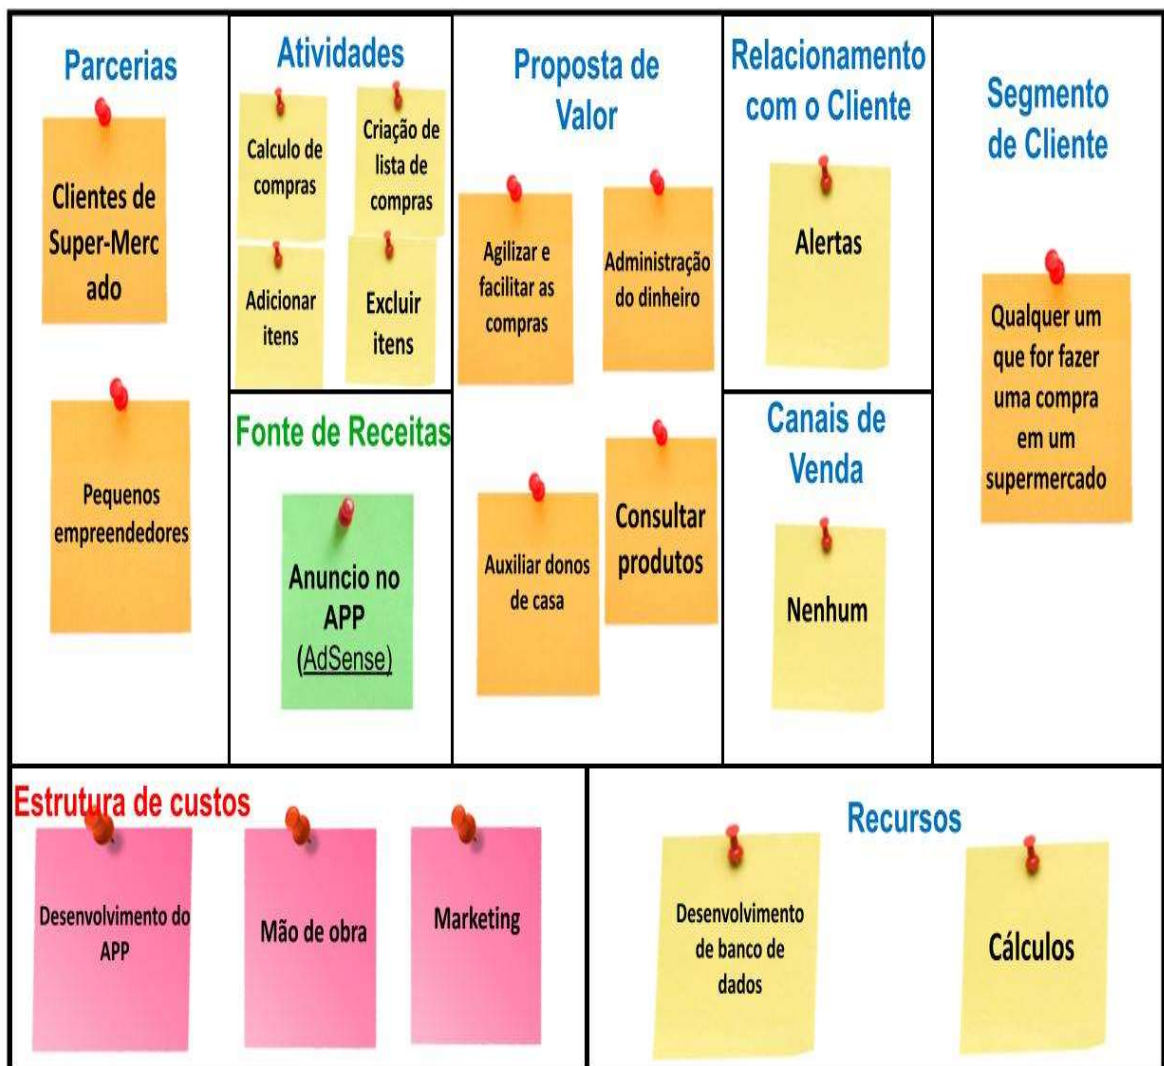 Parcerias
Clientes de
Super-Merc
ado
Pequenos
empreendedores
Atividades
Calculo de
compras
Criação de
lista de
compras
Adicionar
itens
Excluir
itens
Fonte de Receitas
Anuncio no
APP
(AdSense)
Proposta de
Valor
Agilizar e
facilitar as
compras
Administração
do dinheiro
Auxiliar donos
de casa
Consultar
produtos
Relacionamento
com o Cliente
Alertas
Canais de
Venda
Nenhum
Segmento
de Cliente
Qualquer um
que for fazer
uma compra
em um
supermercado
Estrutura de custos
Desenvolvimento do
APP
Mão de obra
Marketing
Recursos
Desenvolvimento
de banco de
dados
Cálculos